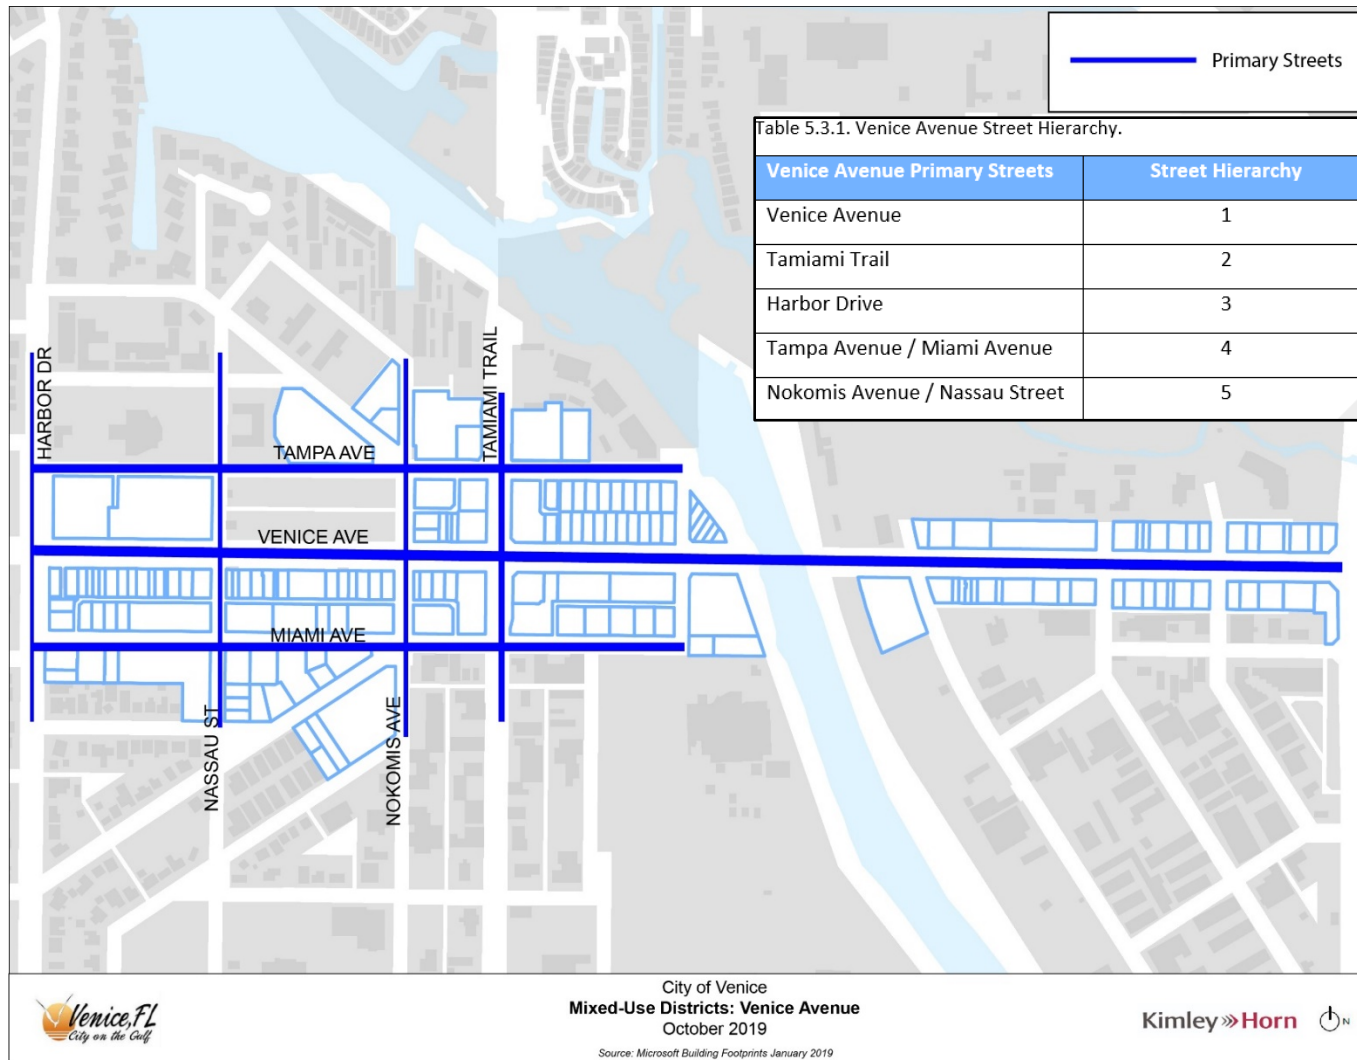 Primary Streets
Table 5.3.1. Venice Avenue Street Hierarchy.
Venice Avenue Primary Streets Street Hierarchy
Venice Avenue 1
Tamiami Trail 2
Harbor Drive 3
Tampa Avenue / Miami Avenue 4
Nokomis Avenue / Nassau Street 5
HARBOR DR
TAMIAMI TRAIL
TAMPA AVE
VENICE AVE
MIAMI AVE
NASSAU ST
NOKOMIS AVE
Venice, FL
City on the Gulf
City of Venice
Mixed-Use Districts: Venice Avenue
October 2019
Source: Microsoft Building Footprints January 2019
Kimley»Horn
N